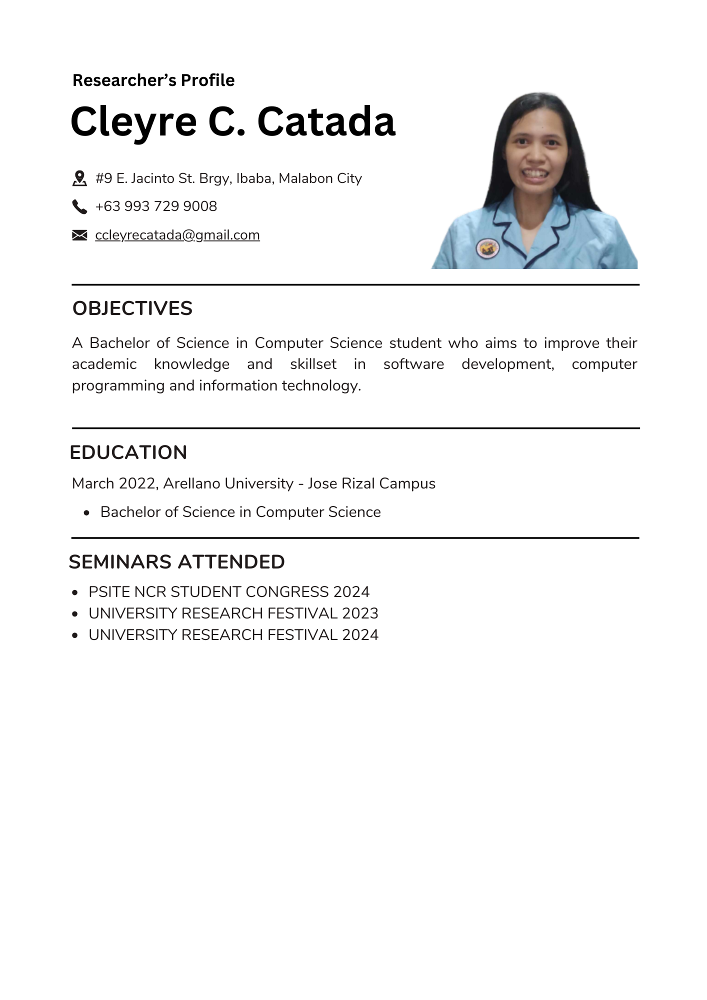 Researcher’s Profile
Cleyre C. Catada
#9 E. Jacinto St. Brgy, Ibaba, Malabon City
+63 993 729 9008
ccleyrecatada@gmail.com
OBJECTIVES
A Bachelor of Science in Computer Science student who aims to improve their
academic knowledge and skillset in software development, computer
programming and information technology.
EDUCATION
March 2022, Arellano University - Jose Rizal Campus
• Bachelor of Science in Computer Science
SEMINARS ATTENDED
• PSITE NCR STUDENT CONGRESS 2024
• UNIVERSITY RESEARCH FESTIVAL 2023
• UNIVERSITY RESEARCH FESTIVAL 2024